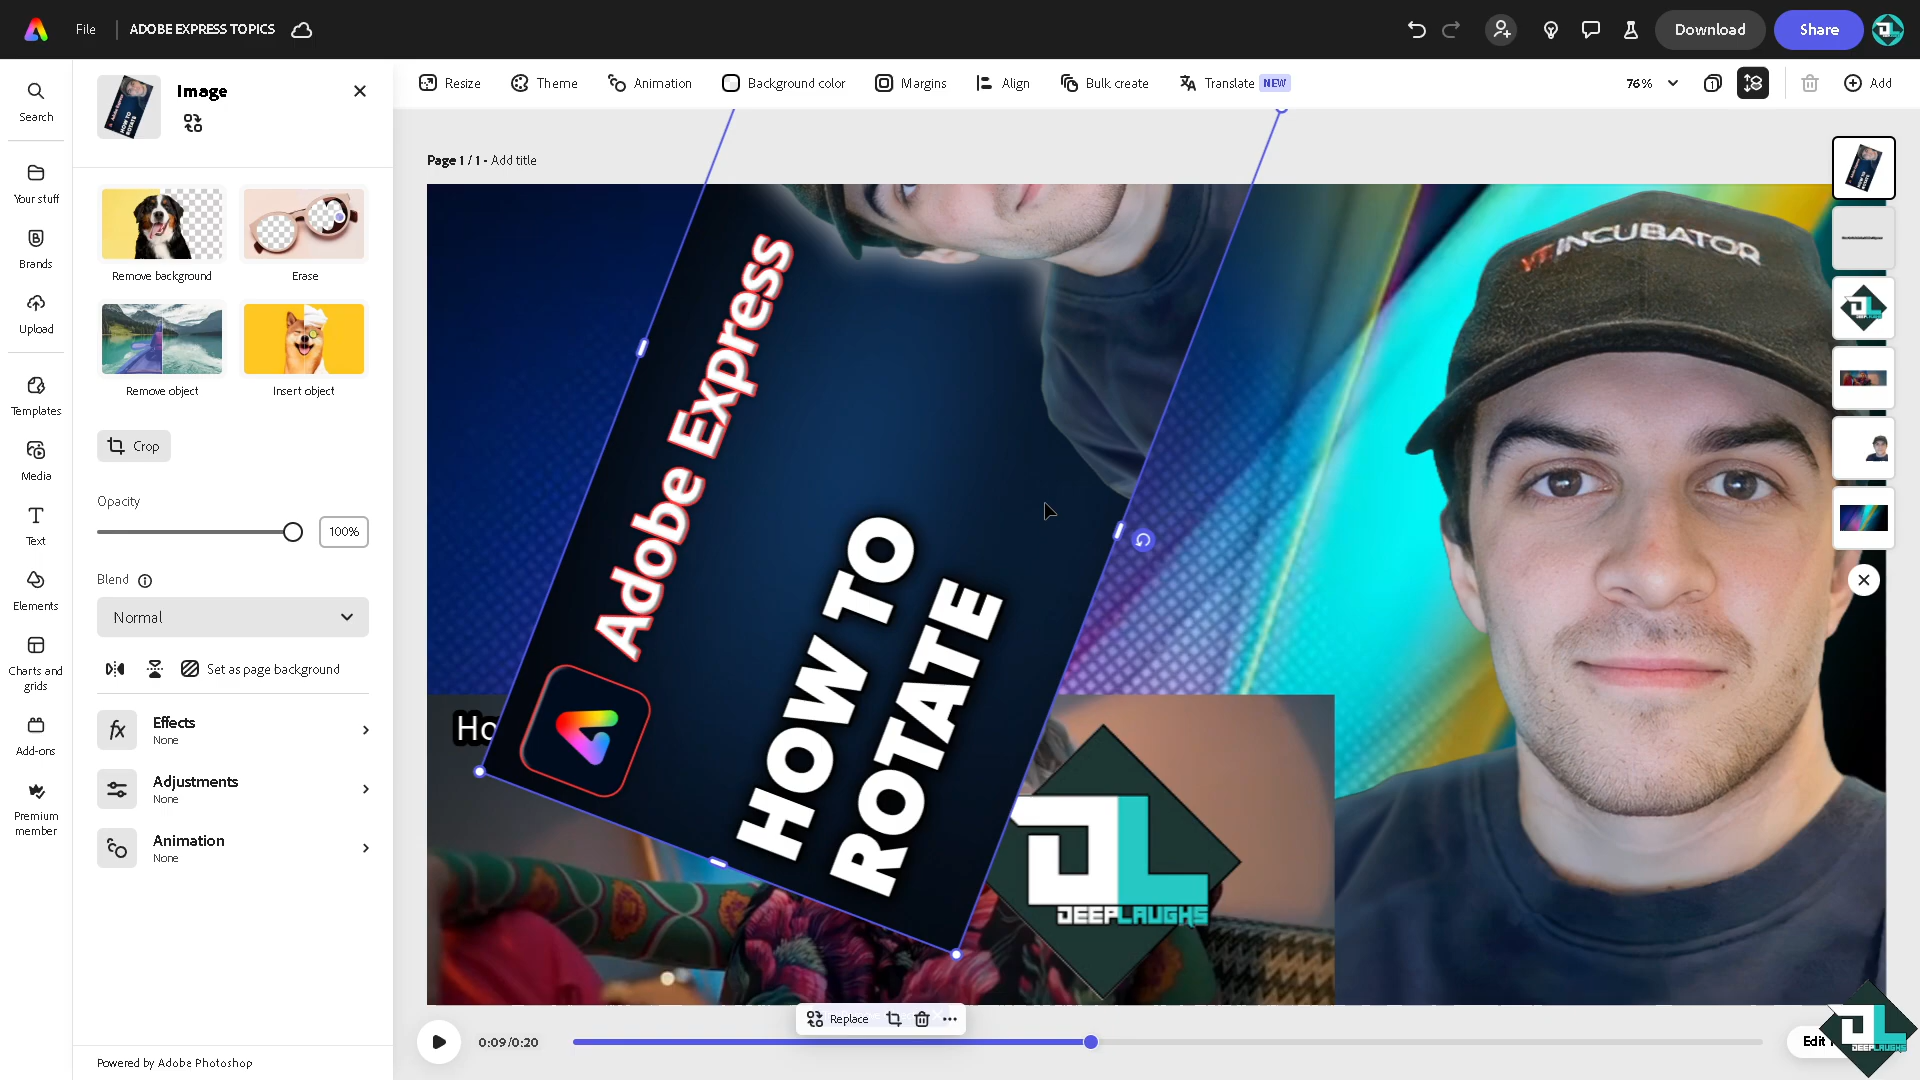 File
ADOBE EXPRESS TOPICS
Download
Share
Search
Your stuff
Brands
Upload
Templates
Media
Text
Elements
Charts and
grids
Add-ons
Premium
member
Image
Remove background
Erase
Remove object
Insert object
Crop
Opacity
100%
Blend
Normal
Set as page background
Effects
None
Adjustments
None
Animation
None
Powered by Adobe Photoshop
Resize
Theme
Animation
Background color
Margins
Align
Bulk create
Translate NEW
76%
1
Add
Page 1 / 1 - Add title
Adobe Express
HOW TO
ROTATE
YT INCUBATOR
Ho
DEEPLAUGHS
Replace
0:09/0:20
Edit
DEEPLAUGHS